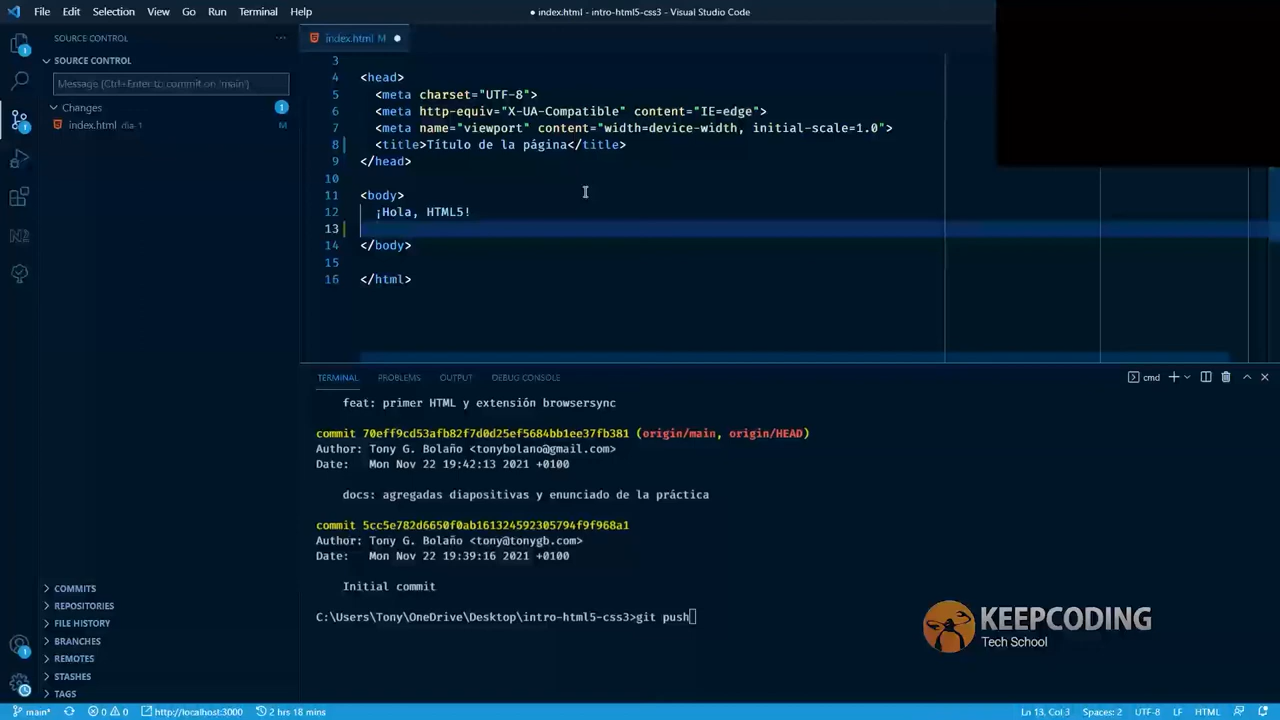 File Edit Selection View Go Run Terminal Help
● index.html - intro-html5-css3 - Visual Studio Code
SOURCE CONTROL ···
SOURCE CONTROL
Message (Ctrl+Enter to commit on 'main')
Changes 1
index.html dia-1 M
COMMITS
REPOSITORIES
FILE HISTORY
BRANCHES
REMOTES
STASHES
TAGS
index.html M ●
3
4 <head>
5 <meta charset="UTF-8">
6 <meta http-equiv="X-UA-Compatible" content="IE=edge">
7 <meta name="viewport" content="width=device-width, initial-scale=1.0">
8 <title>Título de la página</title>
9 </head>
10
11 <body>
12 ¡Hola, HTML5!
13
14 </body>
15
16 </html>
TERMINAL PROBLEMS OUTPUT DEBUG CONSOLE
cmd
feat: primer HTML y extensión browsersync
commit 70eff9cd53afb82f7d0d25ef5684bb1ee37fb381 (origin/main, origin/HEAD)
Author: Tony G. Bolaño <tonybolano@gmail.com>
Date: Mon Nov 22 19:42:13 2021 +0100
docs: agregadas diapositivas y enunciado de la práctica
commit 5cc5e782d6650f0ab161324592305794f9f968a1
Author: Tony G. Bolaño <tony@tonygb.com>
Date: Mon Nov 22 19:39:16 2021 +0100
Initial commit
C:\Users\Tony\OneDrive\Desktop\intro-html5-css3>git push
KEEPCODING
Tech School
main* 0 0 http://localhost:3000 2 hrs 18 mins
Ln 13, Col 3 Spaces: 2 UTF-8 LF HTML